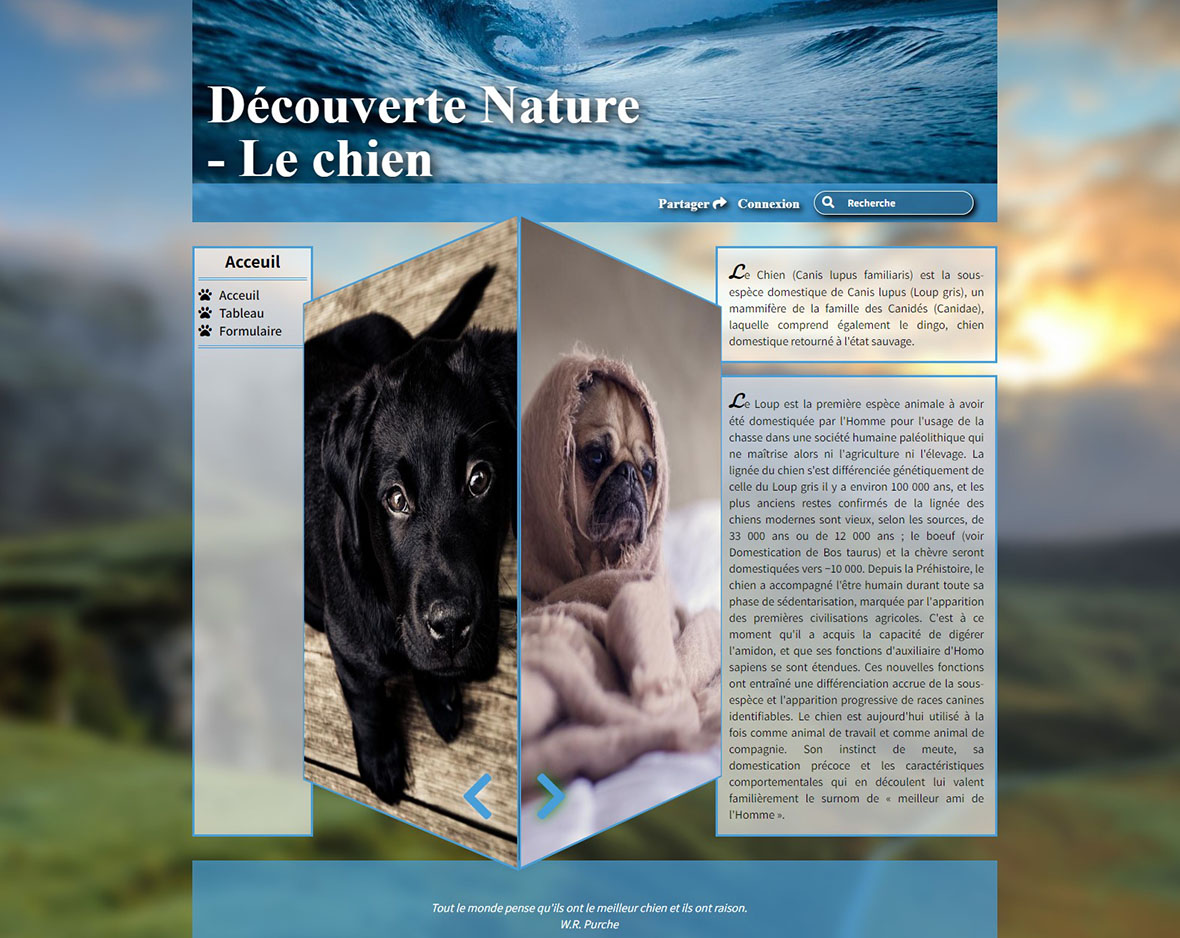 Découverte Nature
- Le chien
Partager Connexion Recherche
Acceuil
Acceuil
Tableau
Formulaire
Le Chien (Canis lupus familiaris) est la sous-
espèce domestique de Canis lupus (Loup gris), un
mammifère de la famille des Canidés (Canidae),
laquelle comprend également le dingo, chien
domestique retourné à l'état sauvage.
Le Loup est la première espèce animale à avoir
été domestiquée par l'Homme pour l'usage de la
chasse dans une société humaine paléolithique qui
ne maîtrise alors ni l'agriculture ni l'élevage. La
lignée du chien s'est différenciée génétiquement de
celle du Loup gris il y a environ 100 000 ans, et les
plus anciens restes confirmés de la lignée des
chiens modernes sont vieux, selon les sources, de
33 000 ans ou de 12 000 ans ; le boeuf (voir
Domestication de Bos taurus) et la chèvre seront
domestiquées vers −10 000. Depuis la Préhistoire, le
chien a accompagné l'être humain durant toute sa
phase de sédentarisation, marquée par l'apparition
des premières civilisations agricoles. C'est à ce
moment qu'il a acquis la capacité de digérer
l'amidon, et que ses fonctions d'auxiliaire d'Homo
sapiens se sont étendues. Ces nouvelles fonctions
ont entraîné une différenciation accrue de la sous-
espèce et l'apparition progressive de races canines
identifiables. Le chien est aujourd'hui utilisé à la
fois comme animal de travail et comme animal de
compagnie. Son instinct de meute, sa
domestication précoce et les caractéristiques
comportementales qui en découlent lui valent
familièrement le surnom de « meilleur ami de
l'Homme ».
Tout le monde pense qu'ils ont le meilleur chien et ils ont raison.
W.R. Purche